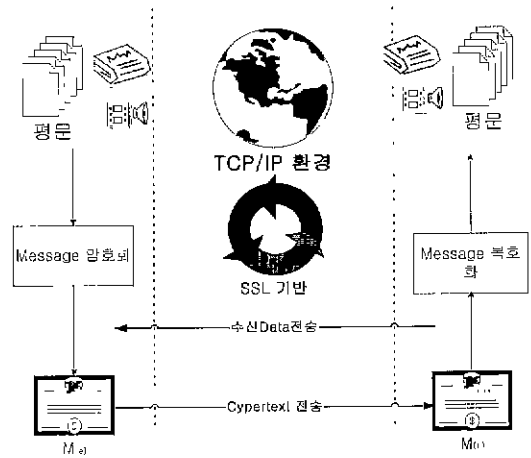 평문
평문
TCP/IP 환경
Message 암호화
Message 복호
화
SSL 기반
수신Data전송
Cypertext 전송